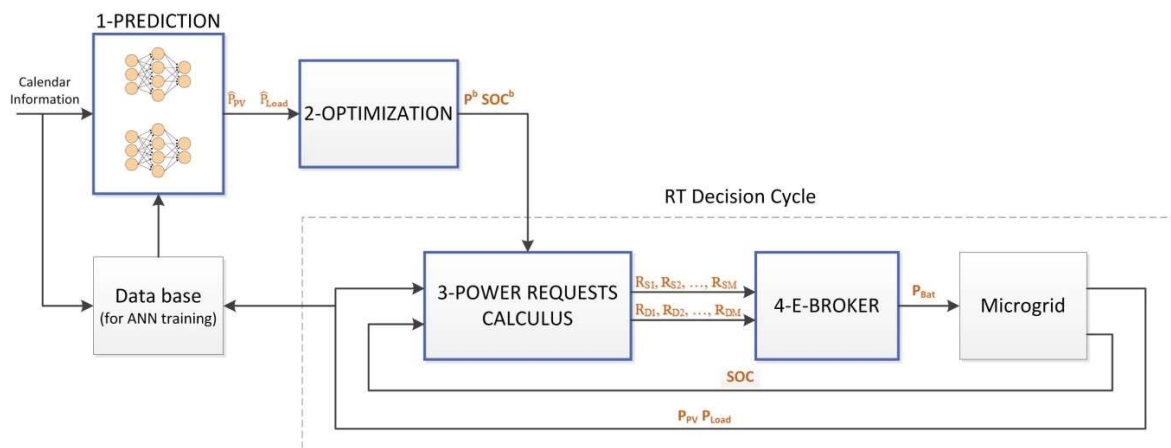 1-PREDICTION
Calendar
Information
P̂PV P̂Load
2-OPTIMIZATION
Pᵇ SOCᵇ
RT Decision Cycle
Data base
(for ANN training)
3-POWER REQUESTS
CALCULUS
RS1, RS2, …, RSM
RD1, RD2, …, RDM
4-E-BROKER
PBat
Microgrid
SOC
PPV PLoad